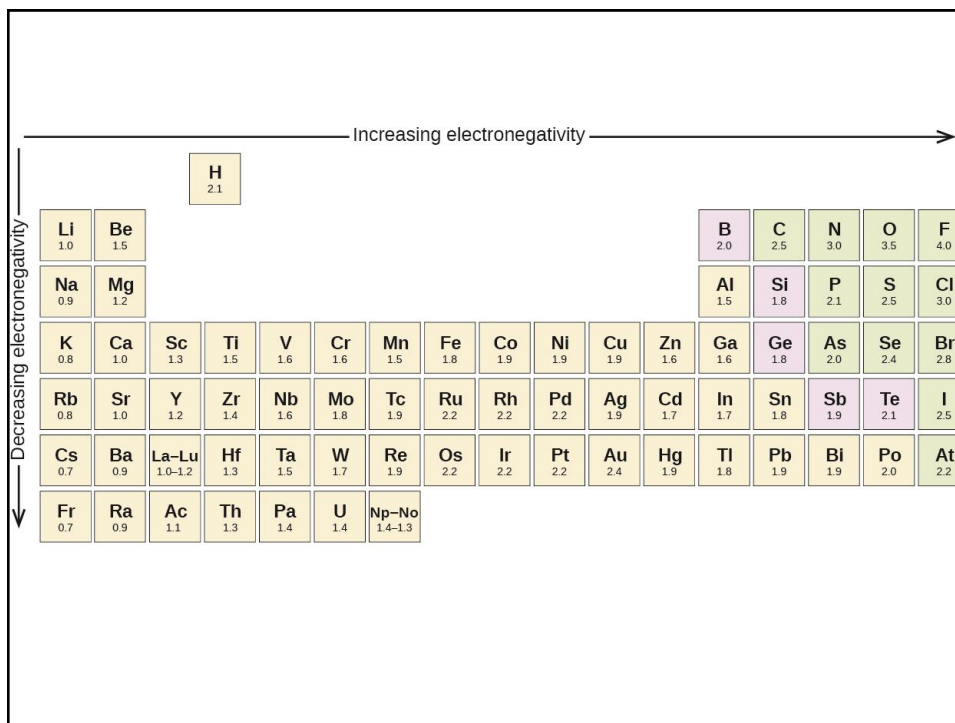 Increasing electronegativity
Decreasing electronegativity
H
2.1
Li Be B C N O F
1.0 1.5 2.0 2.5 3.0 3.5 4.0
Na Mg Al Si P S Cl
0.9 1.2 1.5 1.8 2.1 2.5 3.0
K Ca Sc Ti V Cr Mn Fe Co Ni Cu Zn Ga Ge As Se Br
0.8 1.0 1.3 1.5 1.6 1.6 1.5 1.8 1.9 1.9 1.9 1.6 1.6 1.8 2.0 2.4 2.8
Rb Sr Y Zr Nb Mo Tc Ru Rh Pd Ag Cd In Sn Sb Te I
0.8 1.0 1.2 1.4 1.6 1.8 1.9 2.2 2.2 2.2 1.9 1.7 1.7 1.8 1.9 2.1 2.5
Cs Ba La–Lu Hf Ta W Re Os Ir Pt Au Hg Tl Pb Bi Po At
0.7 0.9 1.0–1.2 1.3 1.5 1.7 1.9 2.2 2.2 2.2 2.4 1.9 1.8 1.9 1.9 2.0 2.2
Fr Ra Ac Th Pa U Np–No
0.7 0.9 1.1 1.3 1.4 1.4 1.4–1.3